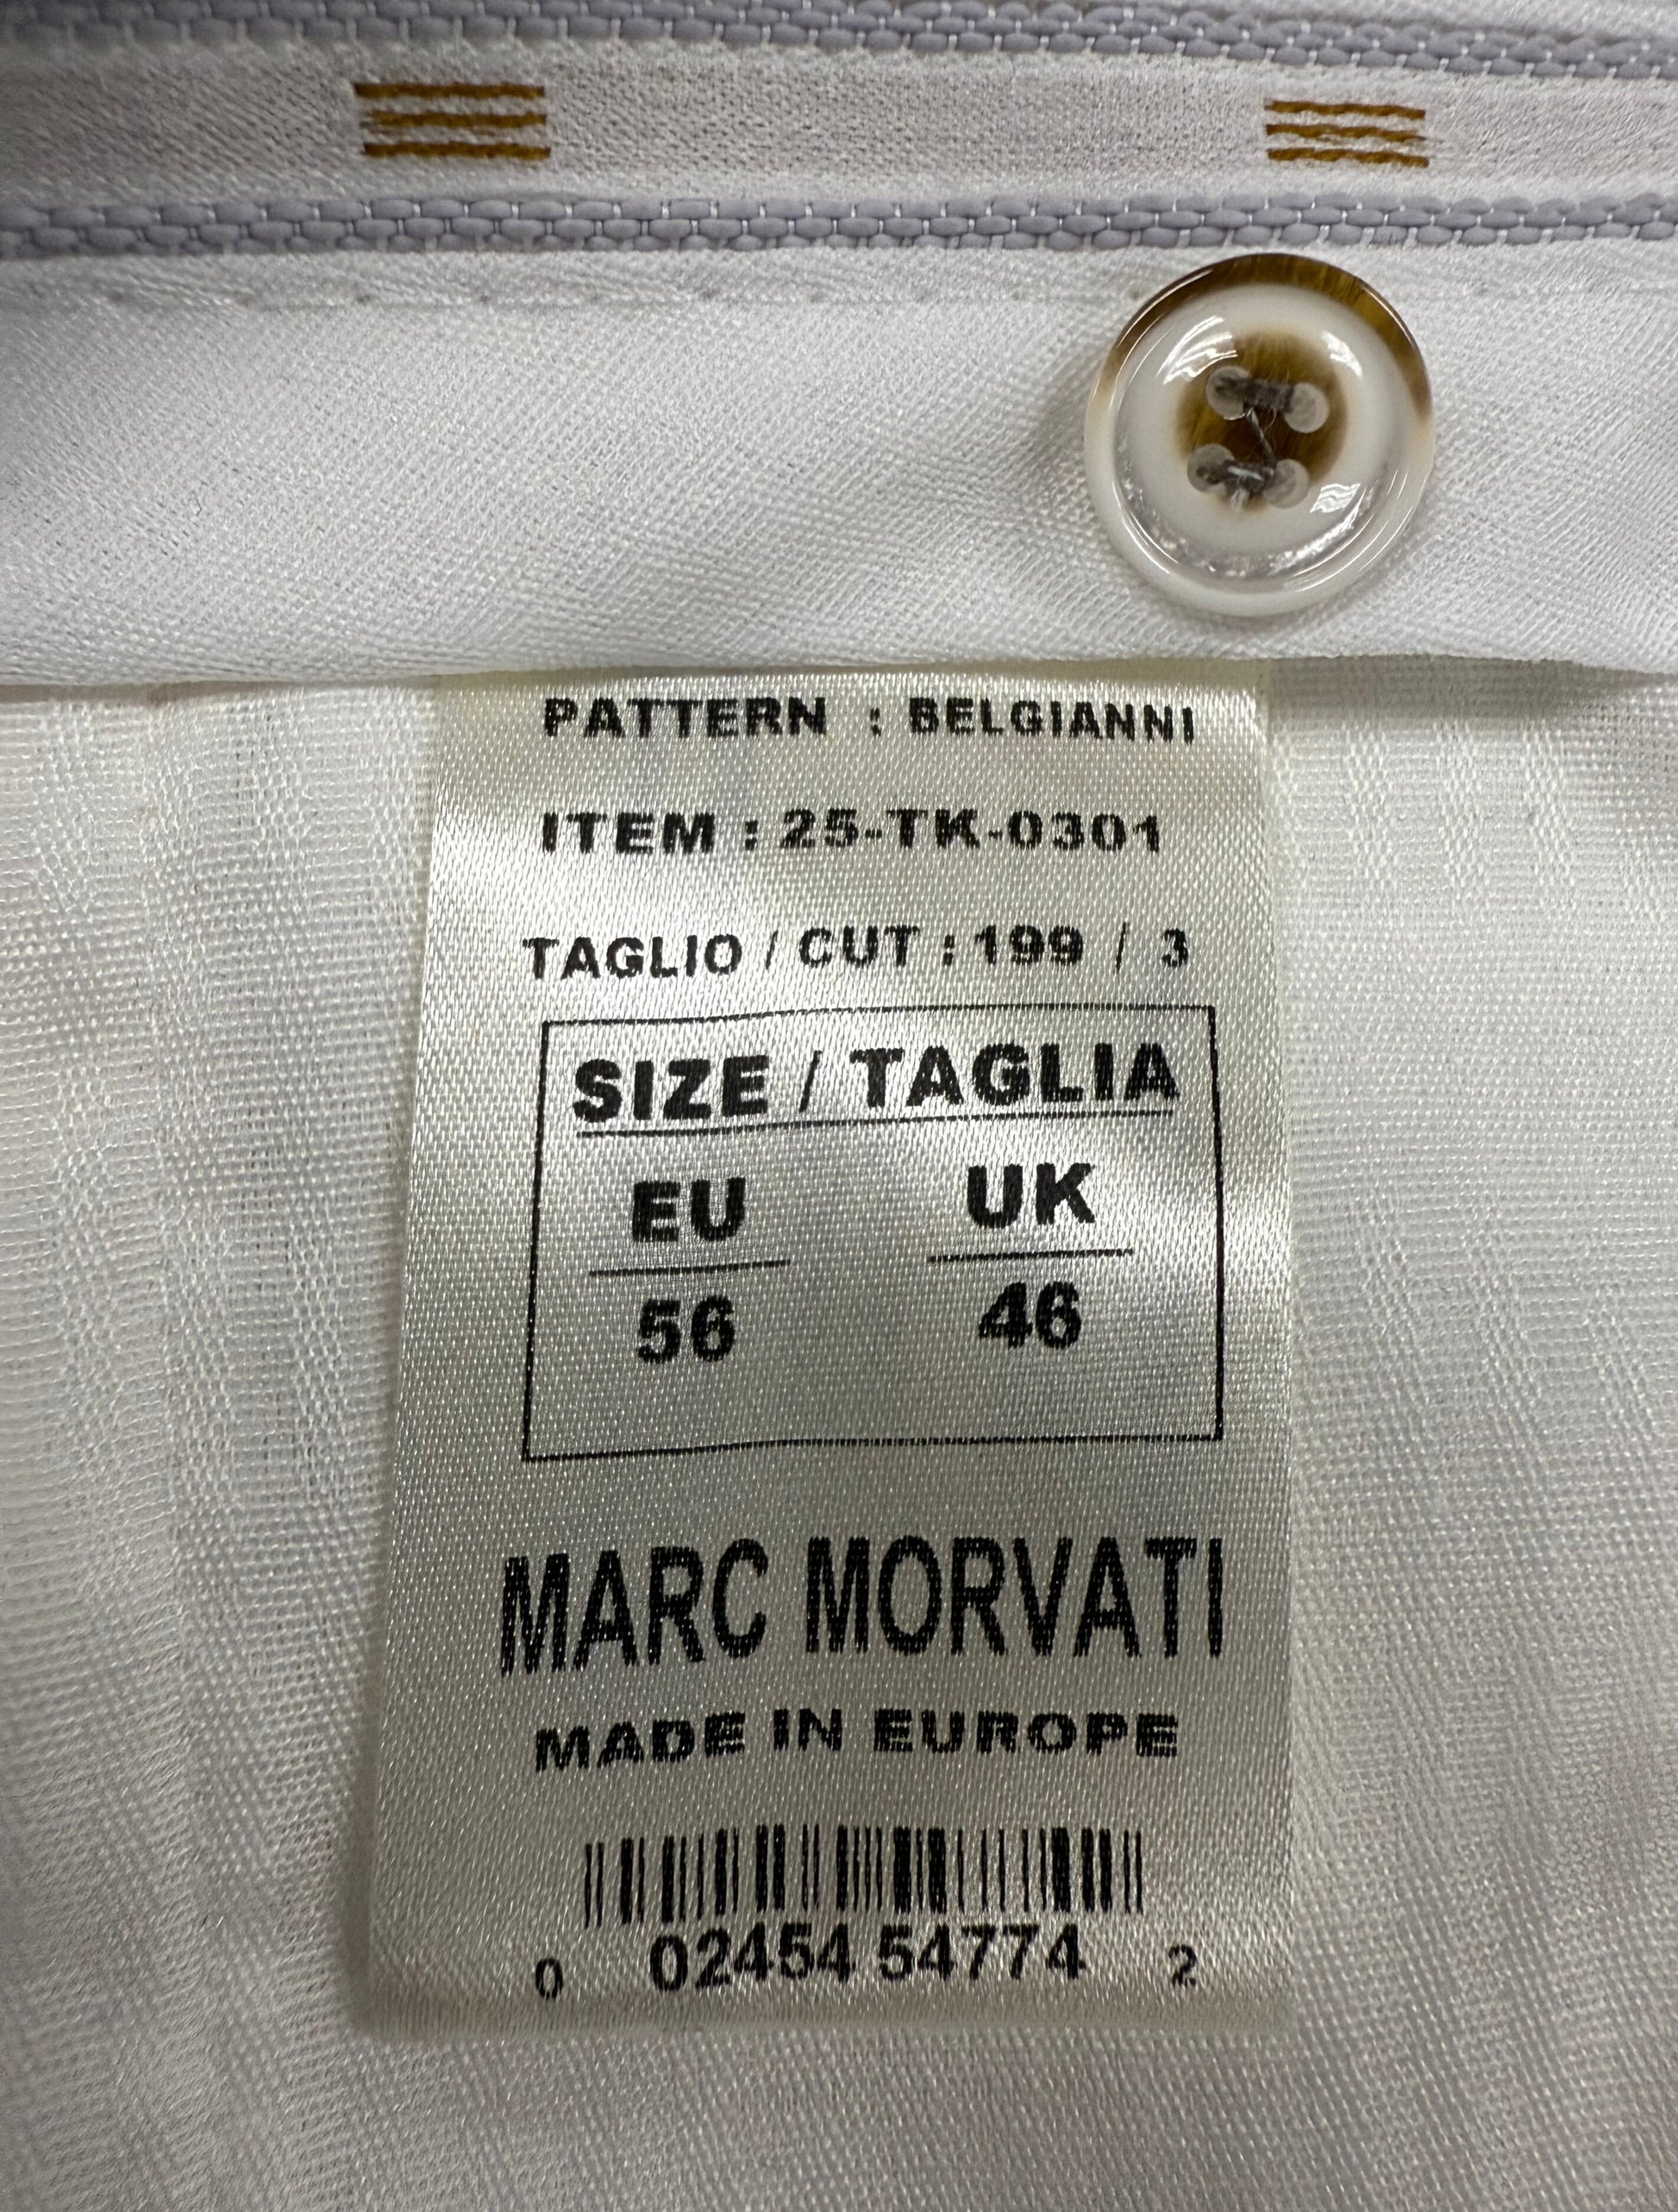 PATTERN : BELGIANNI
ITEM : 25-TK-0301
TAGLIO / CUT : 199 / 3
SIZE / TAGLIA
EU UK
56 46
MARC MORVATI
MADE IN EUROPE
0 02454 54774 2